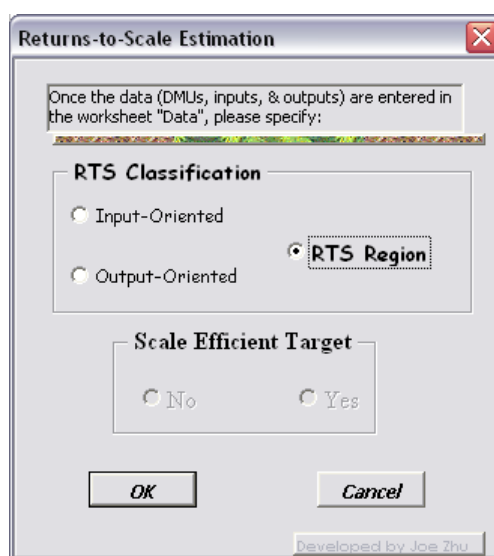 Returns-to-Scale Estimation
Once the data (DMUs, inputs, & outputs) are entered in
the worksheet "Data", please specify:
RTS Classification
Input-Oriented
RTS Region
Output-Oriented
Scale Efficient Target
No
Yes
OK
Cancel
Developed by Joe Zhu